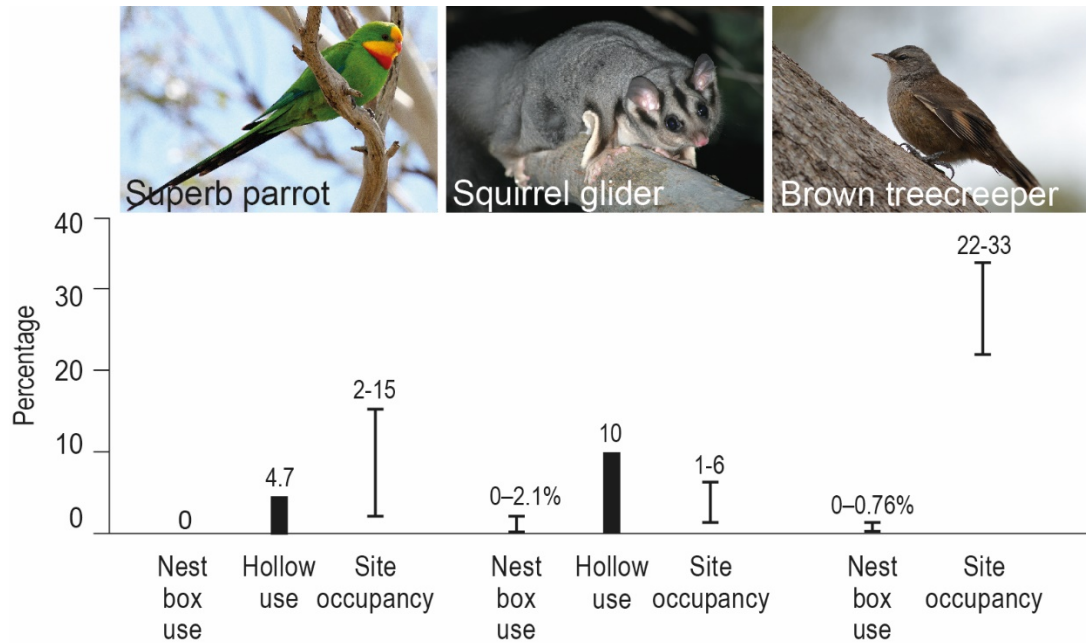 Superb parrot
Squirrel glider
Brown treecreeper
Percentage
40
30
20
10
0
0
4.7
2-15
0–2.1%
10
1-6
0–0.76%
22-33
Nest
box
use
Hollow
use
Site
occupancy
Nest
box
use
Hollow
use
Site
occupancy
Nest
box
use
Site
occupancy